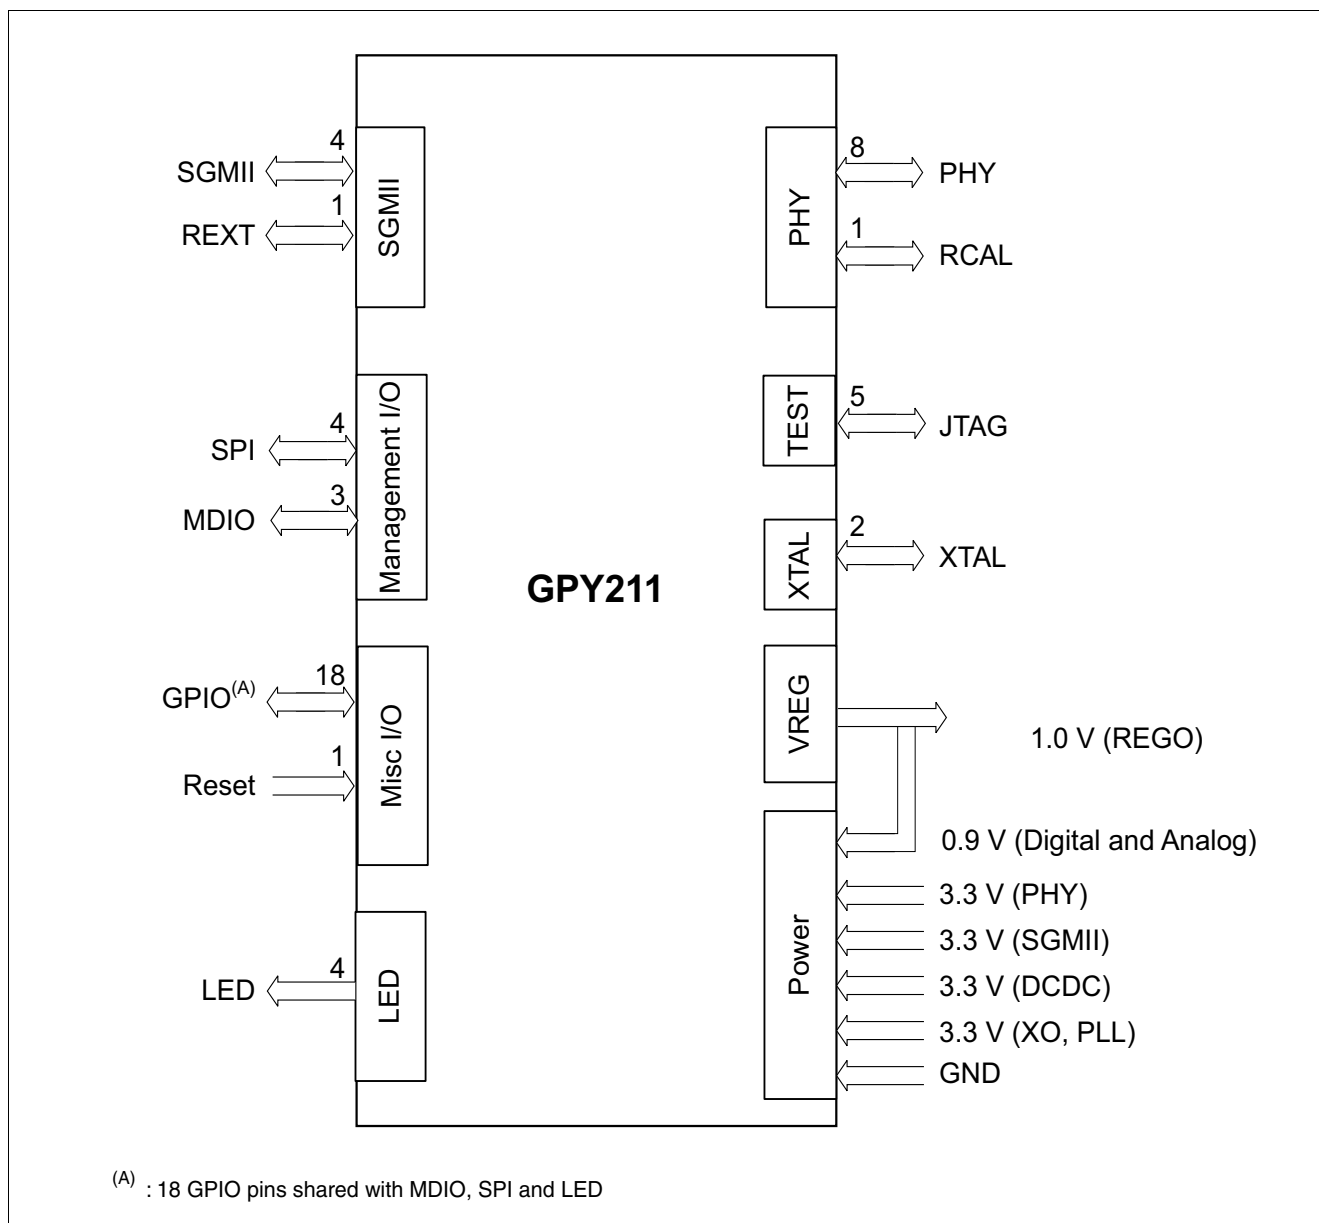 4
SGMII
1
REXT
SGMII
8
PHY
1
RCAL
PHY
4
SPI
3
MDIO
Management I/O
5
JTAG
TEST
2
XTAL
XTAL
GPY211
18
GPIO(A)
1
Reset
Misc I/O
VREG
1.0 V (REGO)
0.9 V (Digital and Analog)
3.3 V (PHY)
3.3 V (SGMII)
3.3 V (DCDC)
3.3 V (XO, PLL)
GND
Power
4
LED
LED
(A) : 18 GPIO pins shared with MDIO, SPI and LED